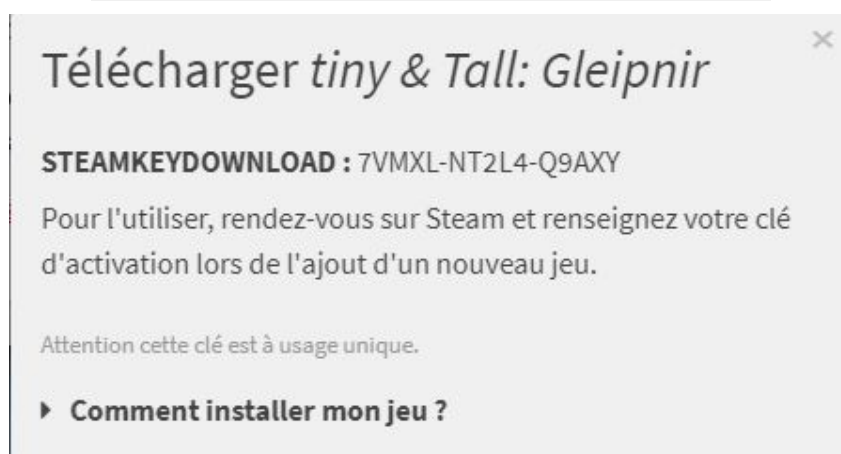 Télécharger tiny & Tall: Gleipnir
STEAMKEYDOWNLOAD : 7VMXL-NT2L4-Q9AXY
Pour l'utiliser, rendez-vous sur Steam et renseignez votre clé
d'activation lors de l'ajout d'un nouveau jeu.
Attention cette clé est à usage unique.
Comment installer mon jeu ?